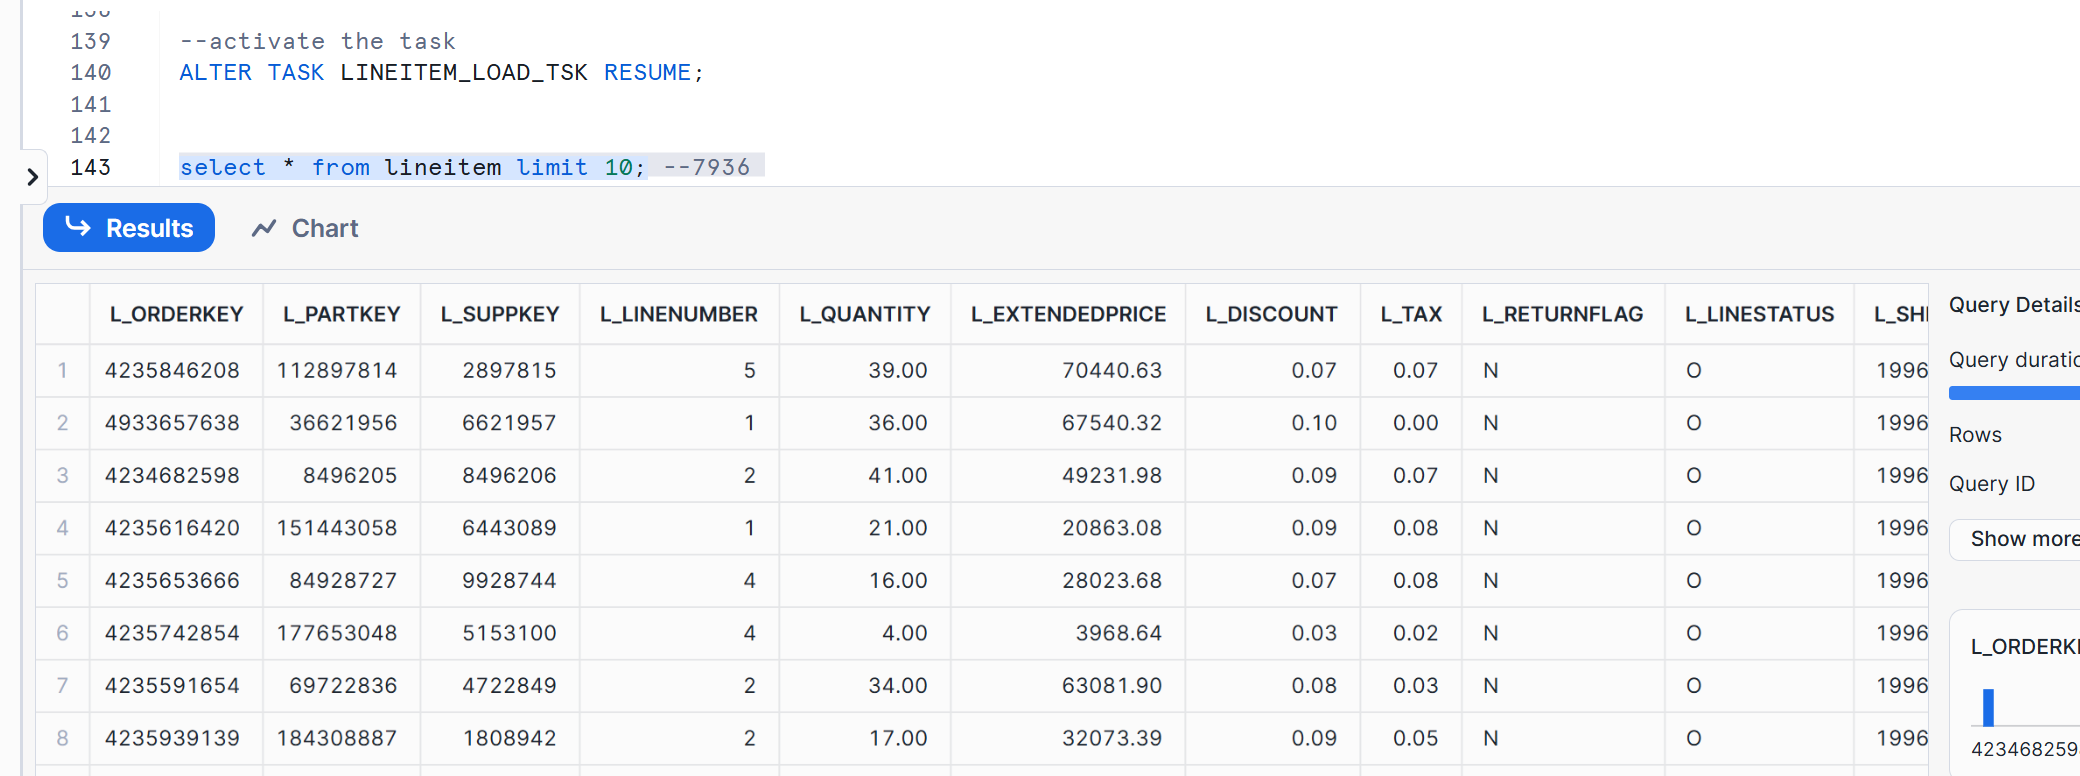 139 --activate the task
140 ALTER TASK LINEITEM_LOAD_TSK RESUME;
141
142
143 select * from lineitem limit 10; --7936
Results Chart
L_ORDERKEY L_PARTKEY L_SUPPKEY L_LINENUMBER L_QUANTITY L_EXTENDEDPRICE L_DISCOUNT L_TAX L_RETURNFLAG L_LINESTATUS L_SHI
1 4235846208 112897814 2897815 5 39.00 70440.63 0.07 0.07 N O 1996
2 4933657638 36621956 6621957 1 36.00 67540.32 0.10 0.00 N O 1996
3 4234682598 8496205 8496206 2 41.00 49231.98 0.09 0.07 N O 1996
4 4235616420 151443058 6443089 1 21.00 20863.08 0.09 0.08 N O 1996
5 4235653666 84928727 9928744 4 16.00 28023.68 0.07 0.08 N O 1996
6 4235742854 177653048 5153100 4 4.00 3968.64 0.03 0.02 N O 1996
7 4235591654 69722836 4722849 2 34.00 63081.90 0.08 0.03 N O 1996
8 4235939139 184308887 1808942 2 17.00 32073.39 0.09 0.05 N O 1996
Query Details
Query duratio
Rows
Query ID
Show more
L_ORDERK
423468259